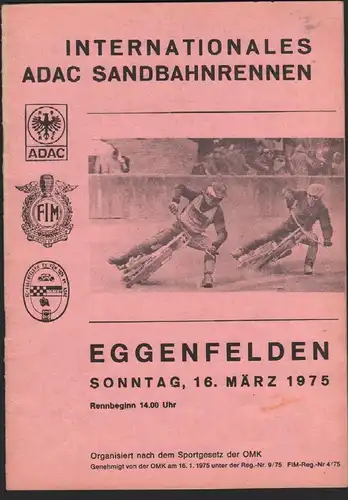 INTERNATIONALES
ADAC SANDBAHNRENNEN
ADAC
FIM
EGGENFELDEN
SONNTAG, 16. MÄRZ 1975
Rennbeginn 14.00 Uhr
Organisiert nach dem Sportgesetz der OMK
Genehmigt von der OMK am 16. 1. 1975 unter der Reg.-Nr. 9/75 FIM-Reg.-Nr 4/75